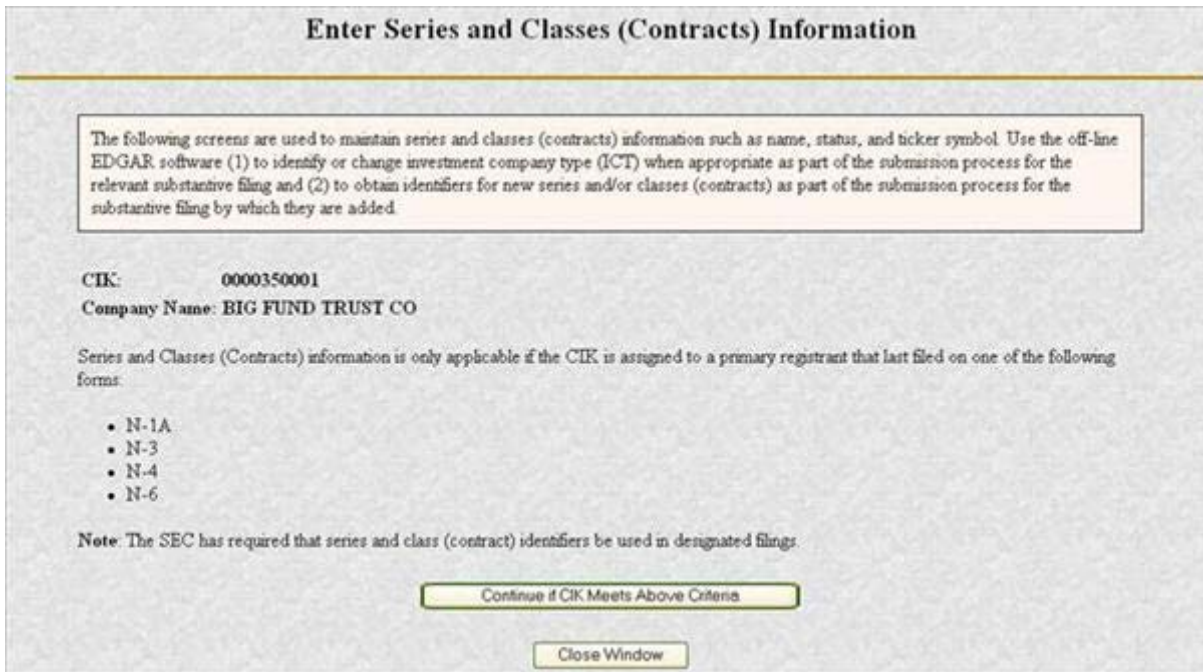 Enter Series and Classes (Contracts) Information
The following screens are used to maintain series and classes (contracts) information such as name, status, and ticker symbol. Use the off-line
EDGAR software (1) to identify or change investment company type (ICT) when appropriate as part of the submission process for the
relevant substantive filing and (2) to obtain identifiers for new series and/or classes (contracts) as part of the submission process for the
substantive filing by which they are added.
CIK: 0000350001
Company Name: BIG FUND TRUST CO
Series and Classes (Contracts) information is only applicable if the CIK is assigned to a primary registrant that last filed on one of the following
forms:
• N-1A
• N-3
• N-4
• N-6
Note: The SEC has required that series and class (contract) identifiers be used in designated filings.
Continue if CIK Meets Above Criteria
Close Window